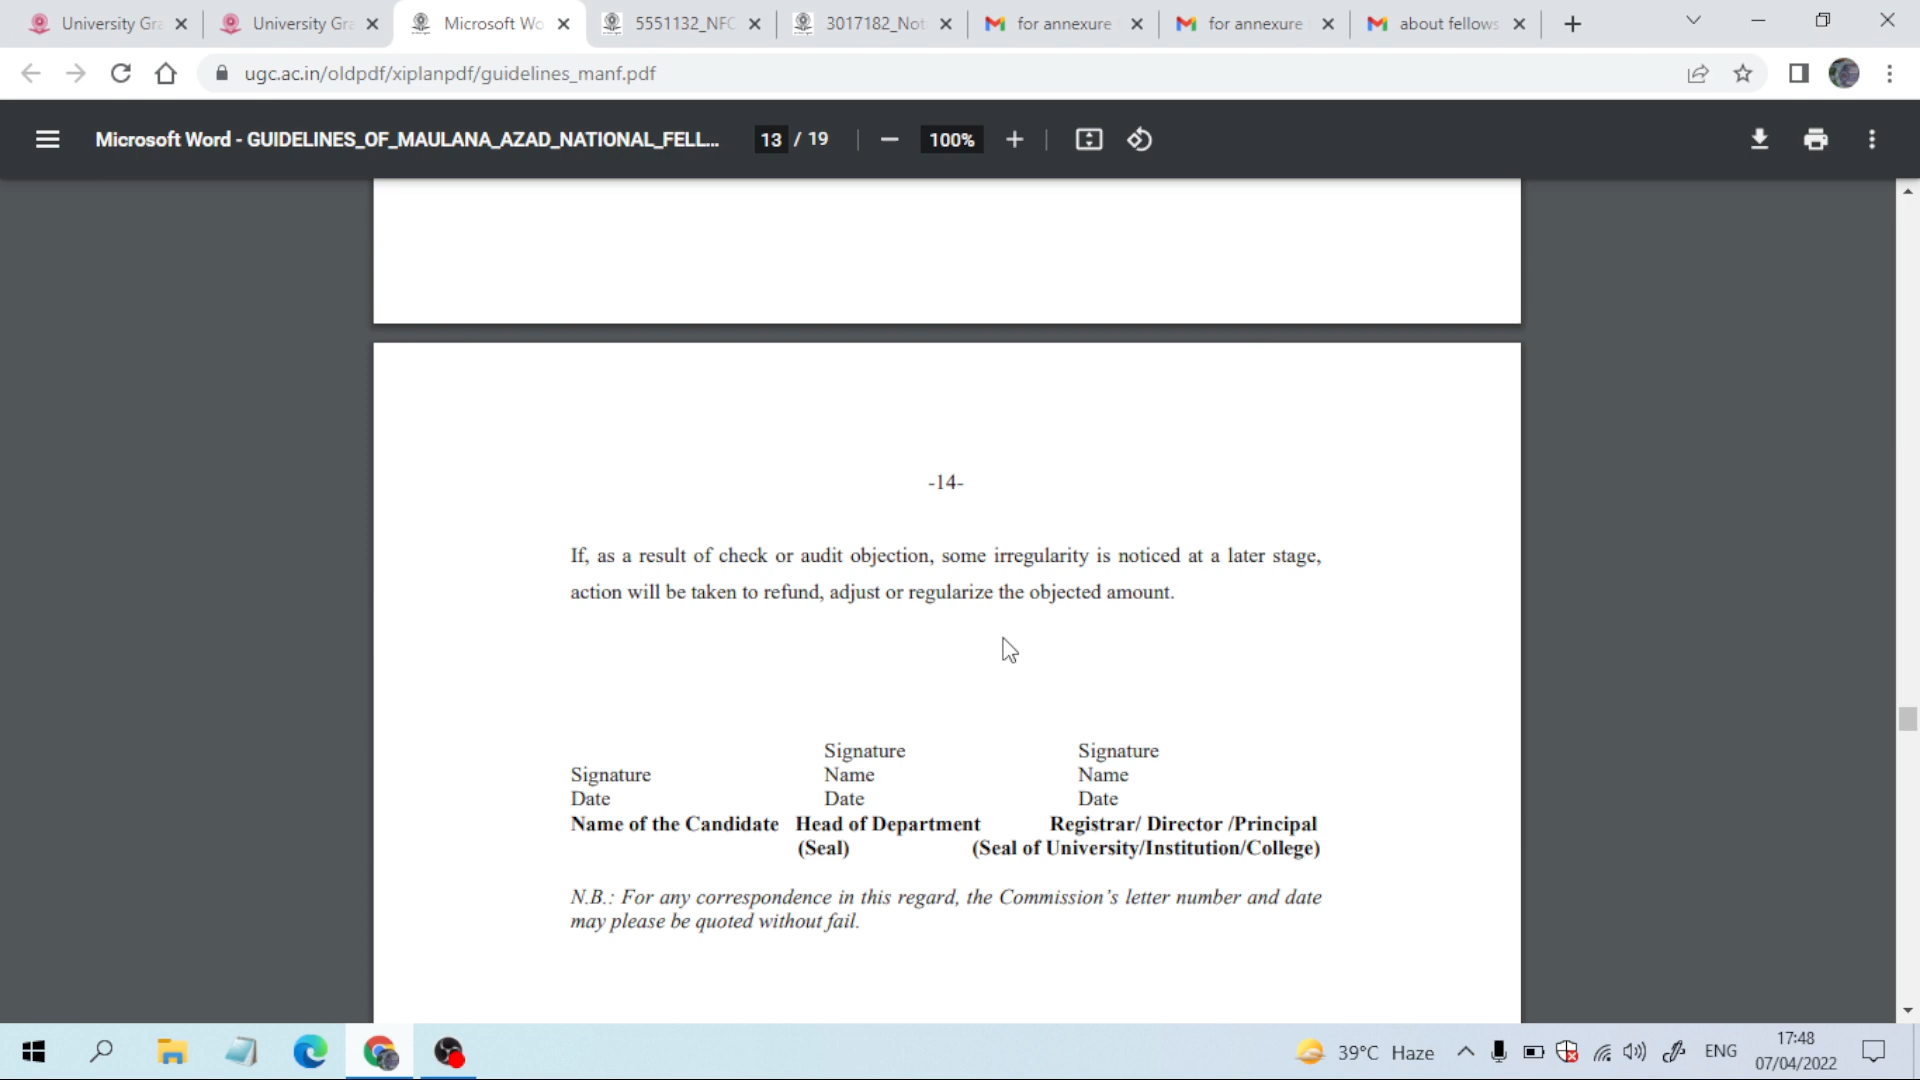 University Gra
University Gra
Microsoft Wo
5551132_NFC
3017182_Not
for annexure
for annexure
about fellows
ugc.ac.in/oldpdf/xiplanpdf/guidelines_manf.pdf
Microsoft Word - GUIDELINES_OF_MAULANA_AZAD_NATIONAL_FELL...
13 / 19
100%
-14-
If, as a result of check or audit objection, some irregularity is noticed at a later stage,
action will be taken to refund, adjust or regularize the objected amount.
Signature Signature
Signature Name Name
Date Date Date
Name of the Candidate Head of Department Registrar/ Director /Principal
(Seal) (Seal of University/Institution/College)
N.B.: For any correspondence in this regard, the Commission's letter number and date
may please be quoted without fail.
39°C Haze
ENG
17:48
07/04/2022